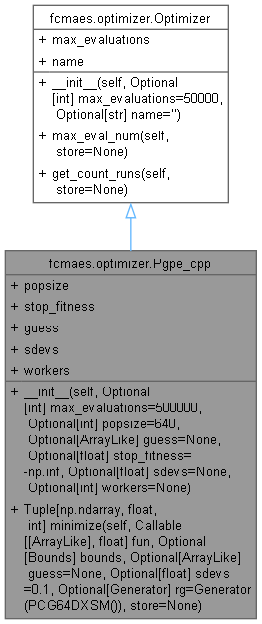 fcmaes.optimizer.Optimizer
+ max_evaluations
+ name
+ __init__(self, Optional
[int] max_evaluations=50000,
Optional[str] name='')
+ max_eval_num(self,
store=None)
+ get_count_runs(self,
store=None)
fcmaes.optimizer.Pgpe_cpp
+ popsize
+ stop_fitness
+ guess
+ sdevs
+ workers
+ __init__(self, Optional
[int] max_evaluations=500000,
Optional[int] popsize=640,
Optional[ArrayLike] guess=None,
Optional[float] stop_fitness=
-np.inf, Optional[float] sdevs=None,
Optional[int] workers=None)
+ Tuple[np.ndarray, float,
int] minimize(self, Callable
[[ArrayLike], float] fun, Optional
[Bounds] bounds, Optional[ArrayLike]
guess=None, Optional[float] sdevs
=0.1, Optional[Generator] rg=Generator
(PCG64DXSM()), store=None)